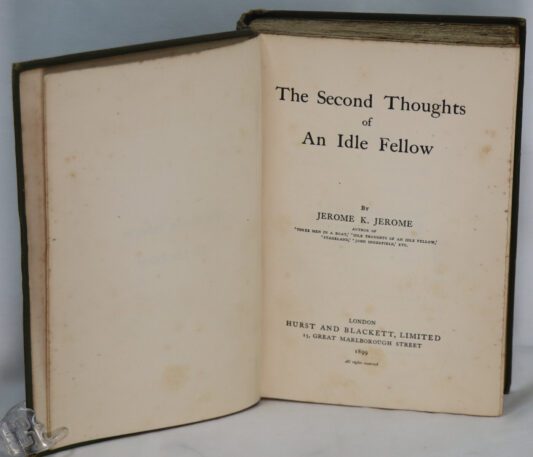 The Second Thoughts
of
An Idle Fellow
BY
JEROME K. JEROME
AUTHOR OF
'THREE MEN IN A BOAT,' 'IDLE THOUGHTS OF AN IDLE FELLOW,'
'STAGELAND,' 'JOHN INGERFIELD,' ETC.
LONDON
HURST AND BLACKETT, LIMITED
13, GREAT MARLBOROUGH STREET
1899
All rights reserved